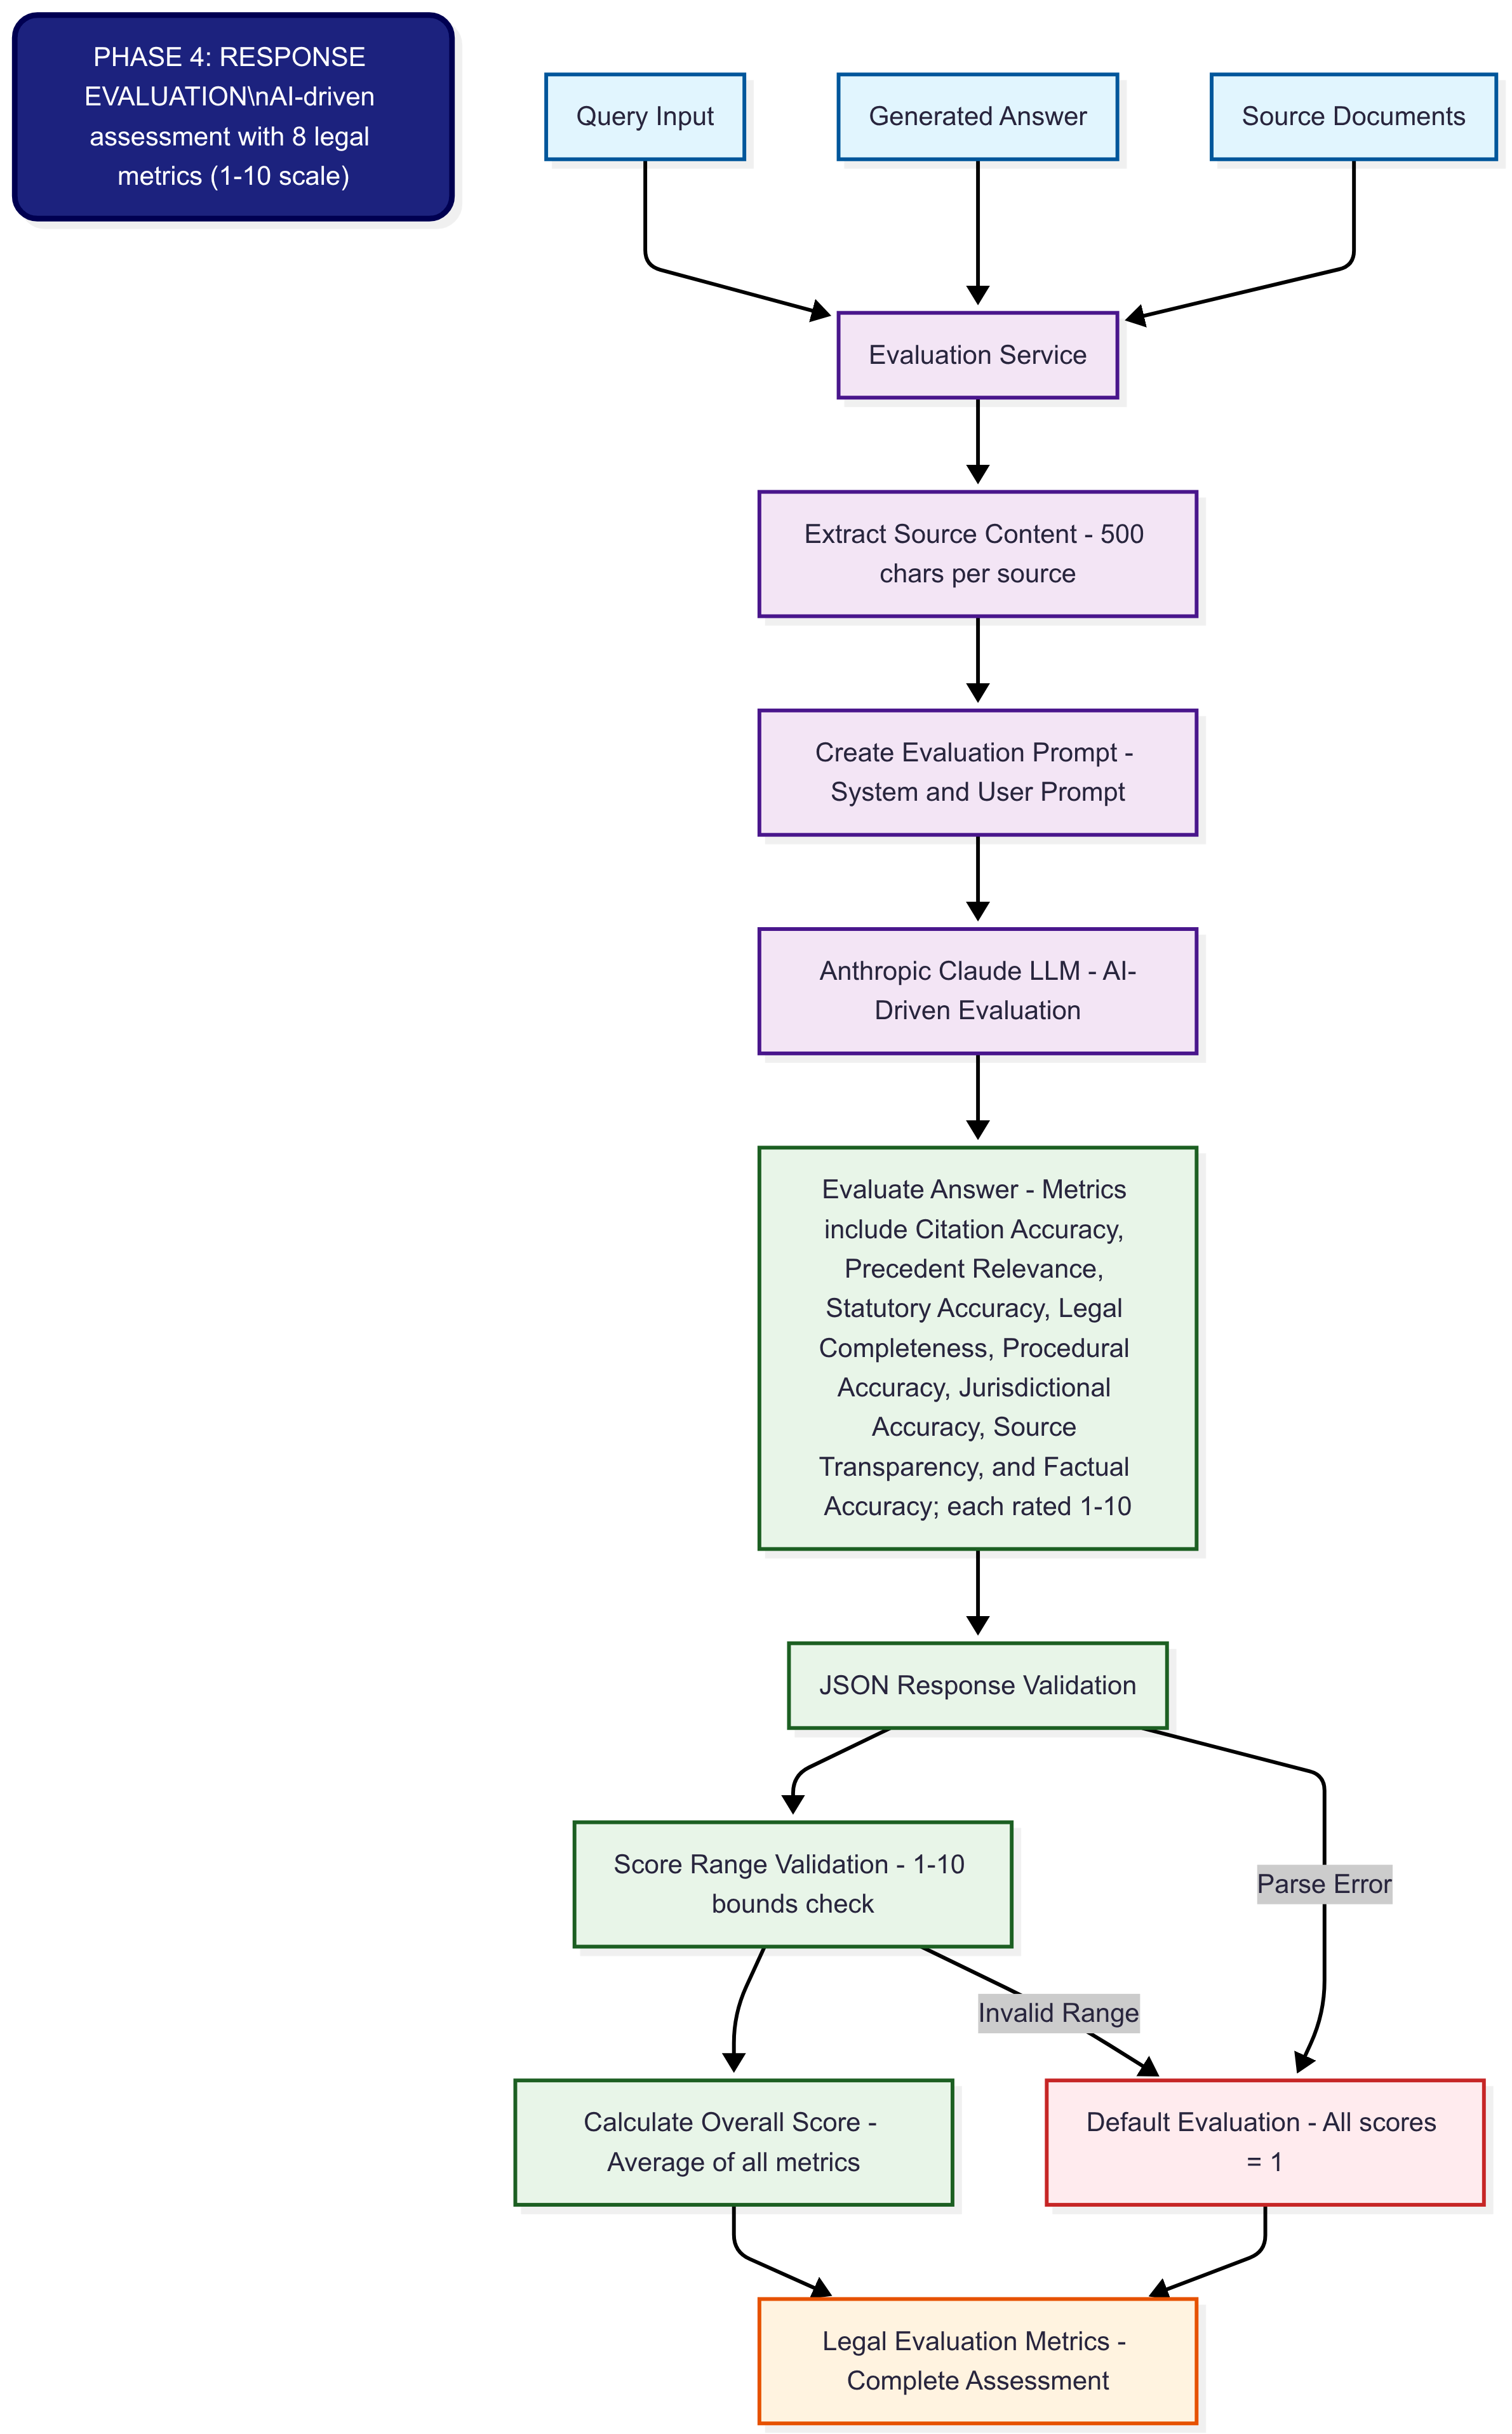 PHASE 4: RESPONSE
EVALUATION\nAI-driven
assessment with 8 legal
metrics (1-10 scale)
Query Input
Generated Answer
Source Documents
Evaluation Service
Extract Source Content - 500
chars per source
Create Evaluation Prompt -
System and User Prompt
Anthropic Claude LLM - AI-
Driven Evaluation
Evaluate Answer - Metrics
include Citation Accuracy,
Precedent Relevance,
Statutory Accuracy, Legal
Completeness, Procedural
Accuracy, Jurisdictional
Accuracy, Source
Transparency, and Factual
Accuracy; each rated 1-10
JSON Response Validation
Score Range Validation - 1-10
bounds check
Parse Error
Invalid Range
Calculate Overall Score -
Average of all metrics
Default Evaluation - All scores
= 1
Legal Evaluation Metrics -
Complete Assessment